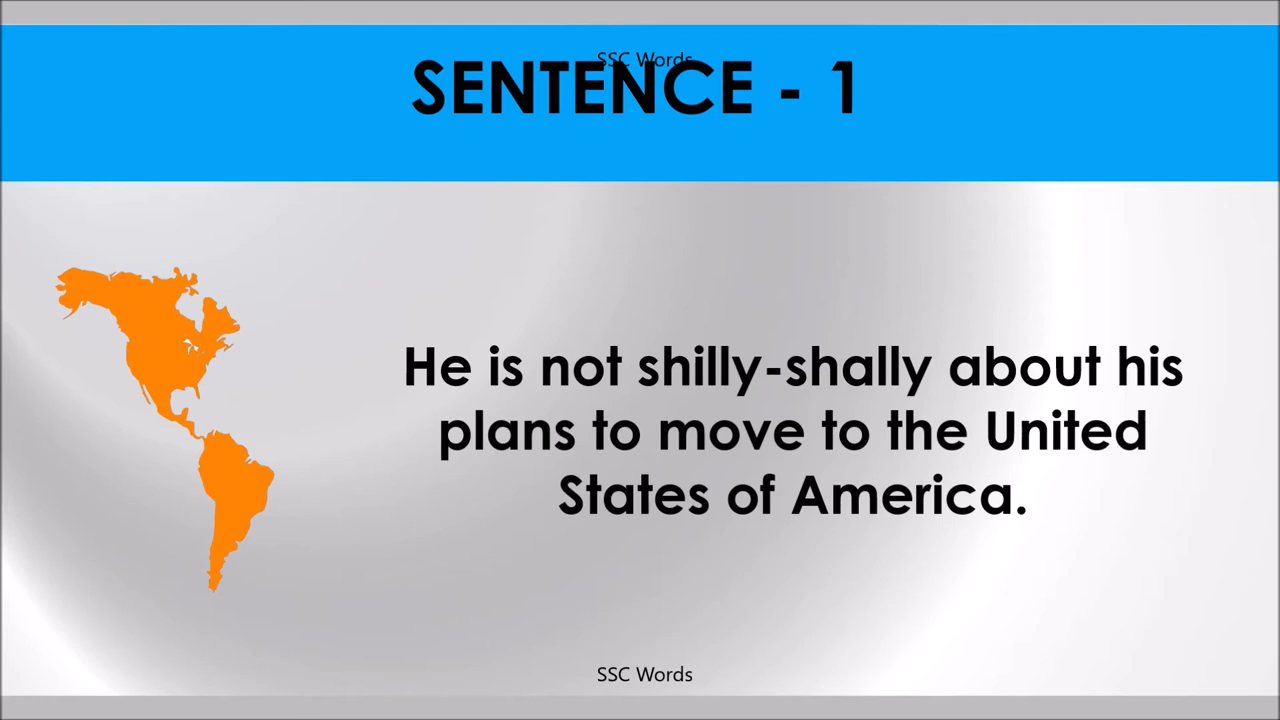 SSC Words
SENTENCE - 1
He is not shilly-shally about his
plans to move to the United
States of America.
SSC Words